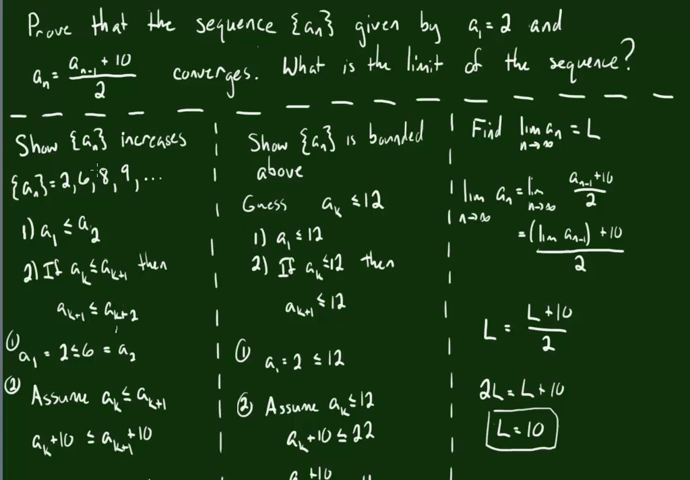 Prove that the sequence {aₙ} given by a₁ = 2 and
aₙ = (aₙ₋₁ + 10)/2 converges. What is the limit of the sequence?
Show {aₙ} increases
{aₙ} = 2, 6, 8, 9, ...
1) a₁ ≤ a₂
2) If aₖ ≤ aₖ₊₁ then
aₖ₊₁ ≤ aₖ₊₂
① a₁ = 2 ≤ 6 = a₂
② Assume aₖ ≤ aₖ₊₁
aₖ + 10 ≤ aₖ₊₁ + 10
Show {aₙ} is bounded
above
Guess aₖ ≤ 12
1) a₁ ≤ 12
2) If aₖ ≤ 12 then
aₖ₊₁ ≤ 12
① a₁ = 2 ≤ 12
② Assume aₖ ≤ 12
aₖ + 10 ≤ 22
Find lim n→∞ aₙ = L
lim n→∞ aₙ = lim n→∞ (aₙ₋₁ + 10)/2
= ((lim aₙ₋₁) + 10)/2
L = (L + 10)/2
2L = L + 10
L = 10